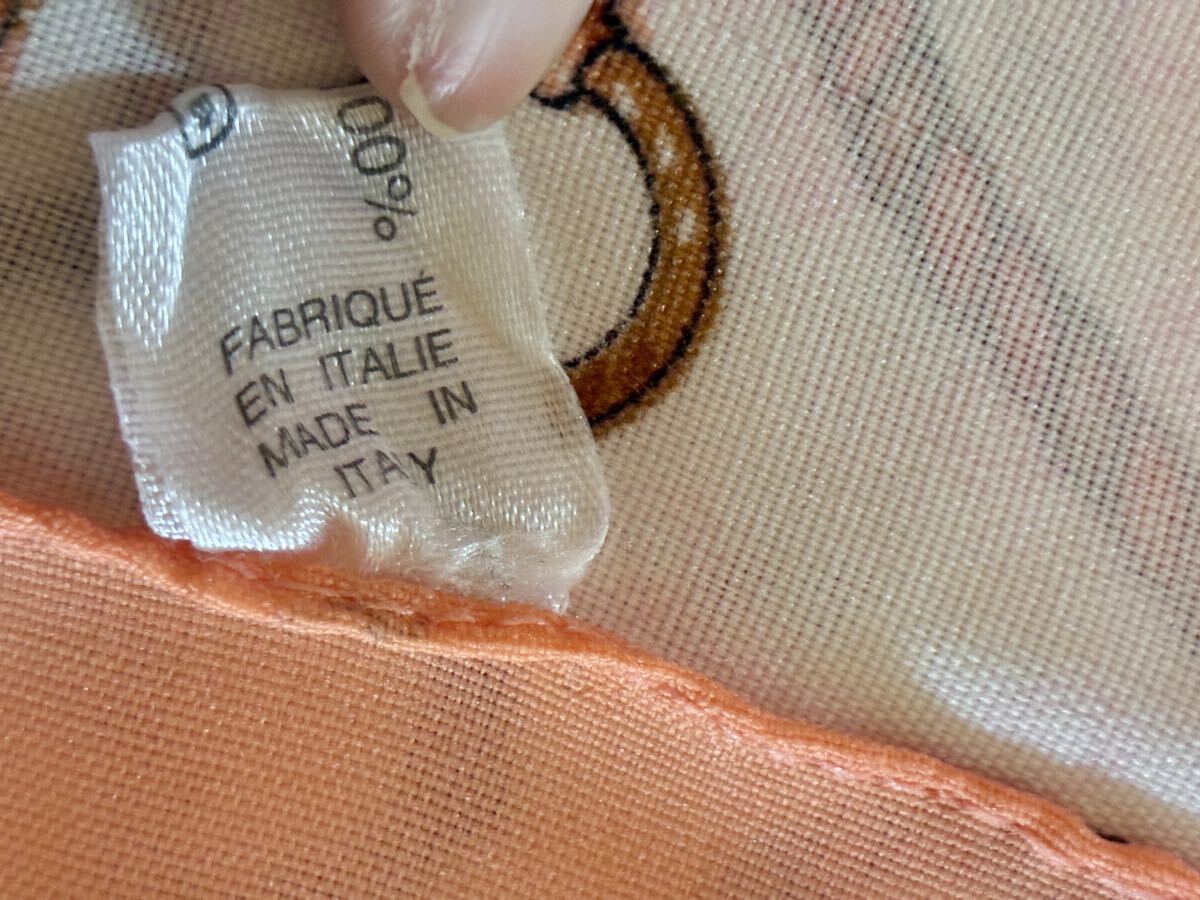 00%
FABRIQUÉ
EN ITALIE
MADE IN
ITALY